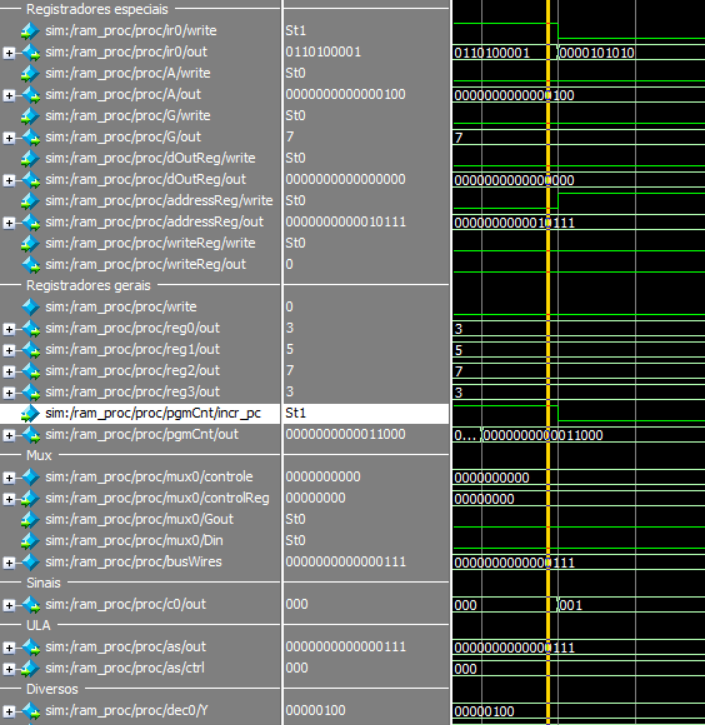 Registradores especiais
sim:/ram_proc/proc/ir0/write St1
sim:/ram_proc/proc/ir0/out 0110100001 0110100001 0000101010
sim:/ram_proc/proc/A/write St0
sim:/ram_proc/proc/A/out 0000000000000100 0000000000000100
sim:/ram_proc/proc/G/write St0
sim:/ram_proc/proc/G/out 7 7
sim:/ram_proc/proc/dOutReg/write St0
sim:/ram_proc/proc/dOutReg/out 0000000000000000 0000000000000000
sim:/ram_proc/proc/addressReg/write St0
sim:/ram_proc/proc/addressReg/out 0000000000010111 0000000000010111
sim:/ram_proc/proc/writeReg/write St0
sim:/ram_proc/proc/writeReg/out 0
Registradores gerais
sim:/ram_proc/proc/write 0
sim:/ram_proc/proc/reg0/out 3 3
sim:/ram_proc/proc/reg1/out 5 5
sim:/ram_proc/proc/reg2/out 7 7
sim:/ram_proc/proc/reg3/out 3 3
sim:/ram_proc/proc/pgmCnt/incr_pc St1
sim:/ram_proc/proc/pgmCnt/out 0000000000011000 0... 0000000000011000
Mux
sim:/ram_proc/proc/mux0/controle 0000000000 0000000000
sim:/ram_proc/proc/mux0/controlReg 00000000 00000000
sim:/ram_proc/proc/mux0/Gout St0
sim:/ram_proc/proc/mux0/Din St0
sim:/ram_proc/proc/busWires 0000000000000111 0000000000000111
Sinais
sim:/ram_proc/proc/c0/out 000 000 001
ULA
sim:/ram_proc/proc/as/out 0000000000000111 0000000000000111
sim:/ram_proc/proc/as/ctrl 000 000
Diversos
sim:/ram_proc/proc/dec0/Y 00000100 00000100